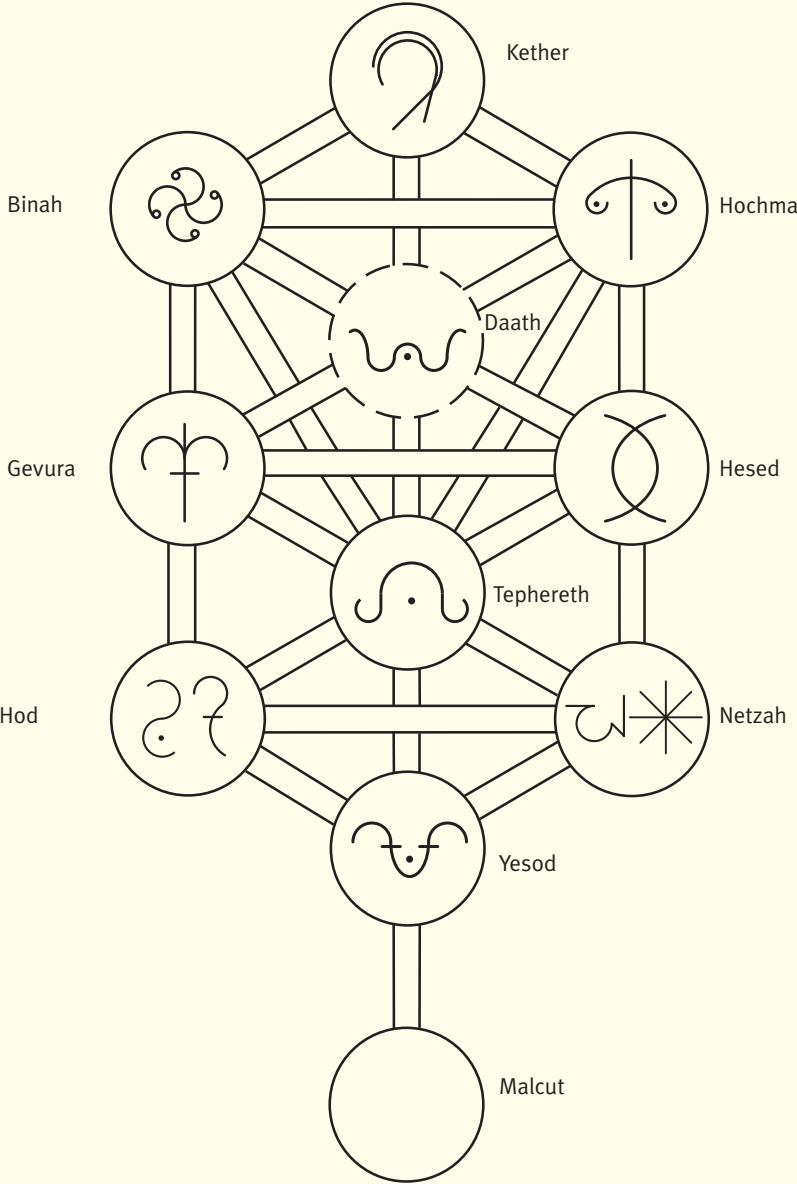 Kether
Binah
Hochma
Daath
Gevura
Hesed
Tephereth
Hod
Netzah
Yesod
Malcut